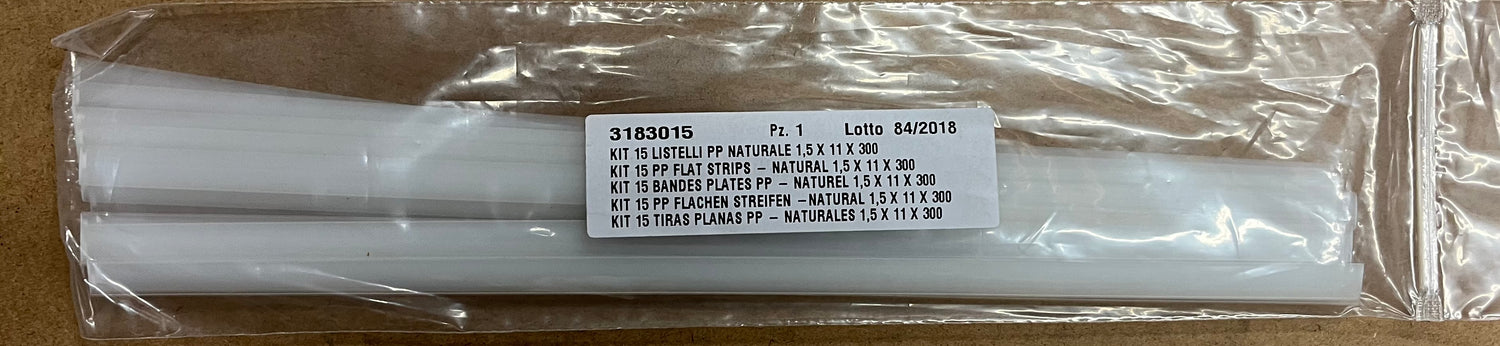 3183015 Pz. 1 Lotto 84/2018
KIT 15 LISTELLI PP NATURALE 1,5 X 11 X 300
KIT 15 PP FLAT STRIPS – NATURAL 1,5 X 11 X 300
KIT 15 BANDES PLATES PP – NATUREL 1,5 X 11 X 300
KIT 15 PP FLACHEN STREIFEN –NATURAL 1,5 X 11 X 300
KIT 15 TIRAS PLANAS PP – NATURALES 1,5 X 11 X 300